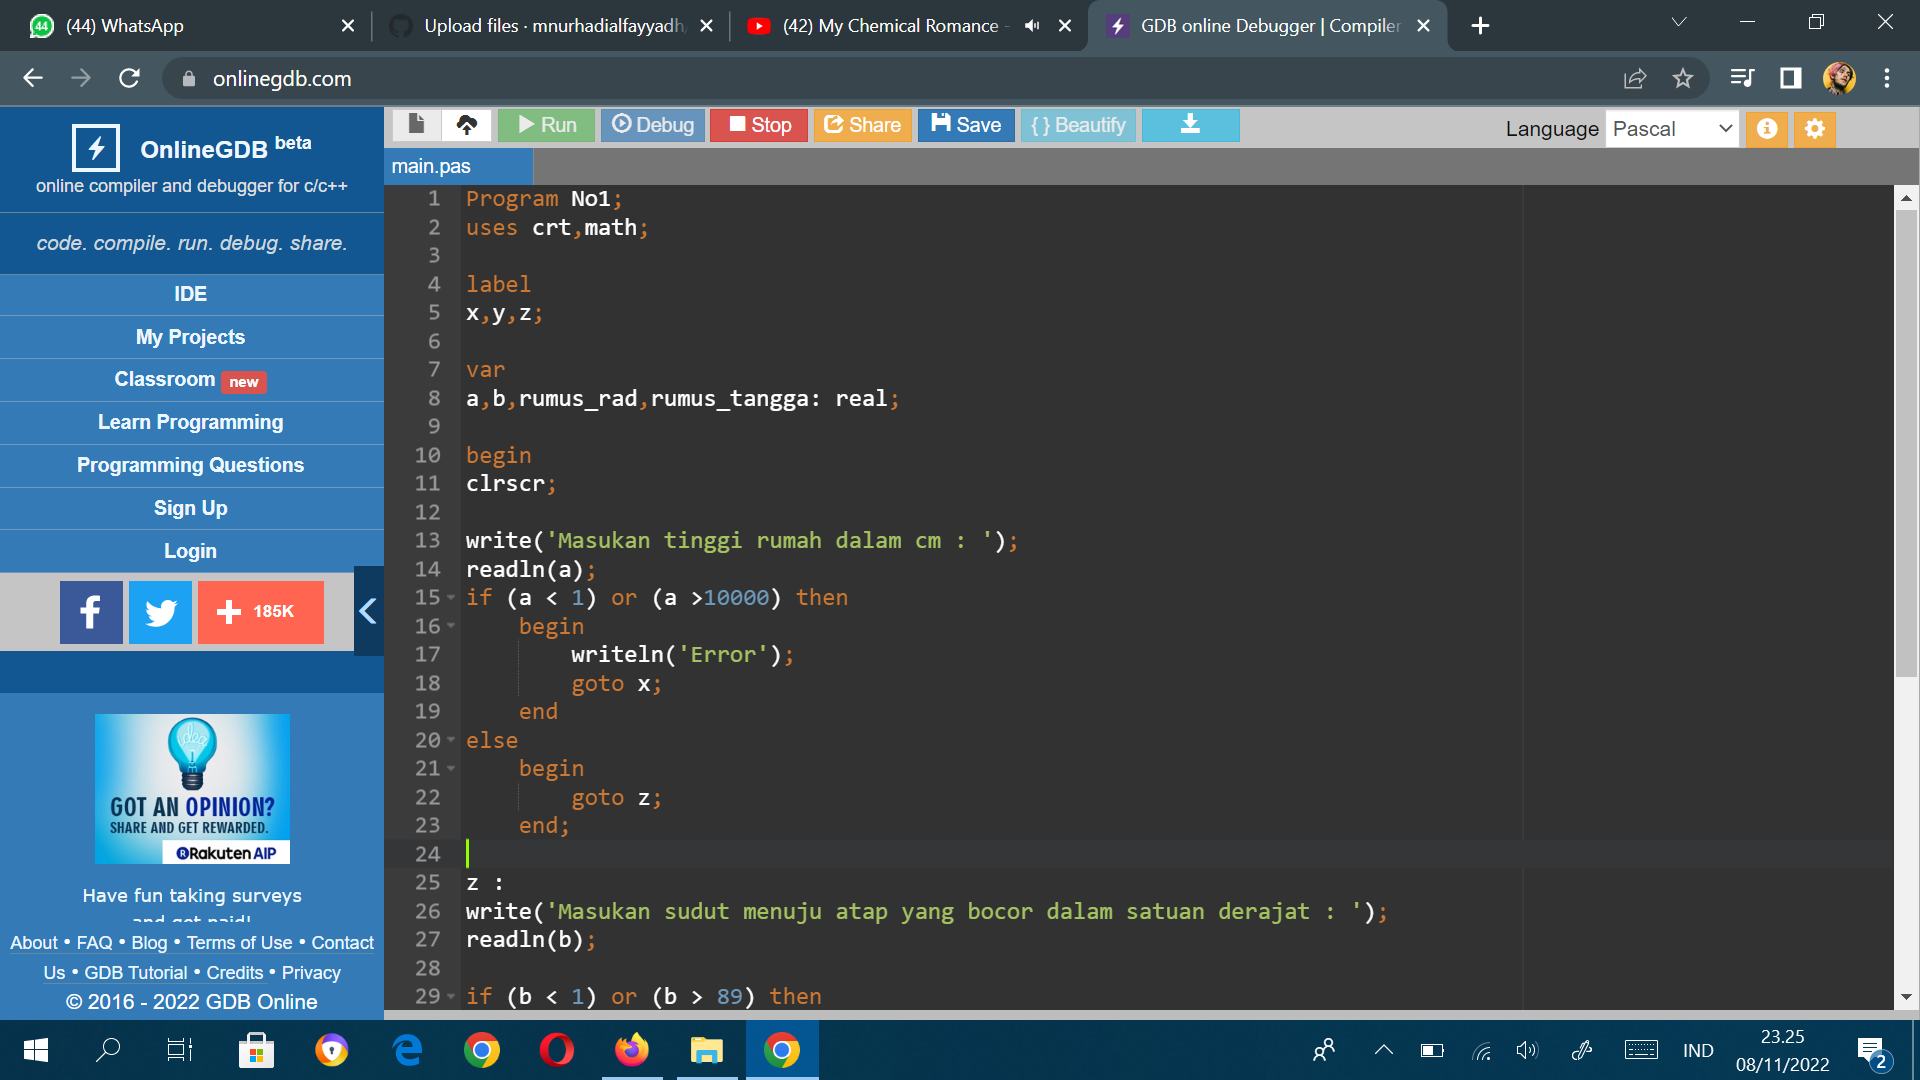 44 (44) WhatsApp
Upload files · mnurhadialfayyadh
(42) My Chemical Romance -
GDB online Debugger | Compiler
onlinegdb.com
OnlineGDB beta
online compiler and debugger for c/c++
code. compile. run. debug. share.
IDE
My Projects
Classroom new
Learn Programming
Programming Questions
Sign Up
Login
f
185K
idea
GOT AN OPINION?
SHARE AND GET REWARDED.
Rakuten AIP
Have fun taking surveys
and get paid!
About • FAQ • Blog • Terms of Use • Contact
Us • GDB Tutorial • Credits • Privacy
© 2016 - 2022 GDB Online
Run Debug Stop Share Save { } Beautify
Language Pascal
main.pas
1 Program No1;
2 uses crt,math;
3
4 label
5 x,y,z;
6
7 var
8 a,b,rumus_rad,rumus_tangga: real;
9
10 begin
11 clrscr;
12
13 write('Masukan tinggi rumah dalam cm : ');
14 readln(a);
15 if (a < 1) or (a >10000) then
16 begin
17 writeln('Error');
18 goto x;
19 end
20 else
21 begin
22 goto z;
23 end;
24
25 z :
26 write('Masukan sudut menuju atap yang bocor dalam satuan derajat : ');
27 readln(b);
28
29 if (b < 1) or (b > 89) then
IND
23.25
08/11/2022
2